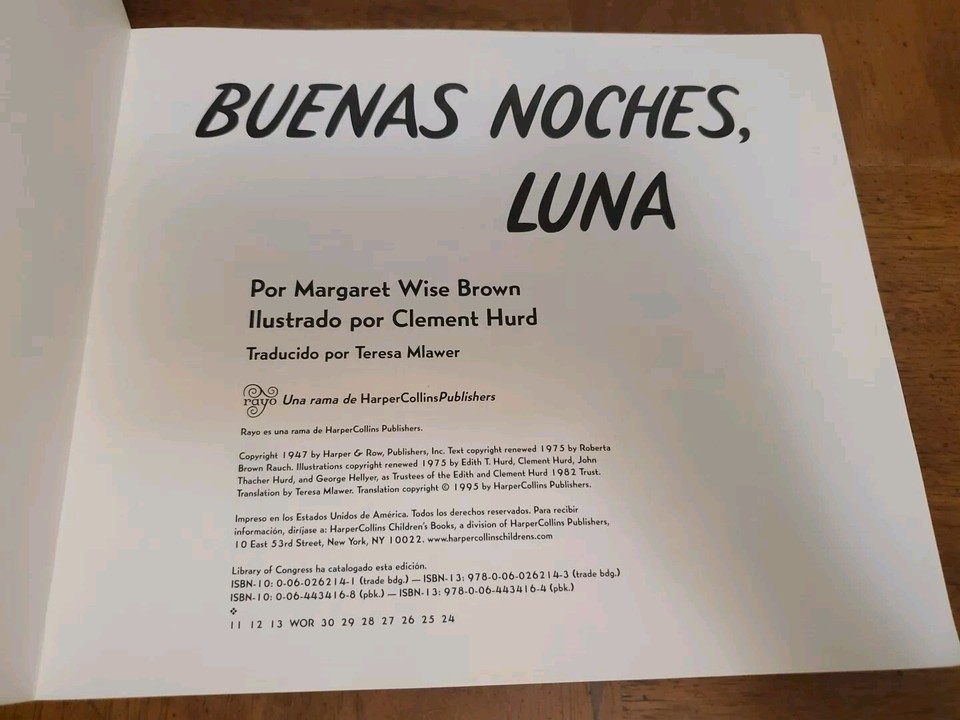 BUENAS NOCHES,
LUNA
Por Margaret Wise Brown
Ilustrado por Clement Hurd
Traducido por Teresa Mlawer
rayo Una rama de HarperCollinsPublishers
Rayo es una rama de HarperCollins Publishers.
Copyright 1947 by Harper & Row, Publishers, Inc. Text copyright renewed 1975 by Roberta
Brown Rauch. Illustrations copyright renewed 1975 by Edith T. Hurd, Clement Hurd, John
Thacher Hurd, and George Hellyer, as Trustees of the Edith and Clement Hurd 1982 Trust.
Translation by Teresa Mlawer. Translation copyright © 1995 by HarperCollins Publishers.
Impreso en los Estados Unidos de América. Todos los derechos reservados. Para recibir
información, diríjase a: HarperCollins Children's Books, a division of HarperCollins Publishers,
10 East 53rd Street, New York, NY 10022. www.harpercollinschildrens.com
Library of Congress ha catalogado esta edición.
ISBN-10: 0-06-026214-1 (trade bdg.) — ISBN-13: 978-0-06-026214-3 (trade bdg.)
ISBN-10: 0-06-443416-8 (pbk.) — ISBN-13: 978-0-06-443416-4 (pbk.)
❖
11 12 13 WOR 30 29 28 27 26 25 24